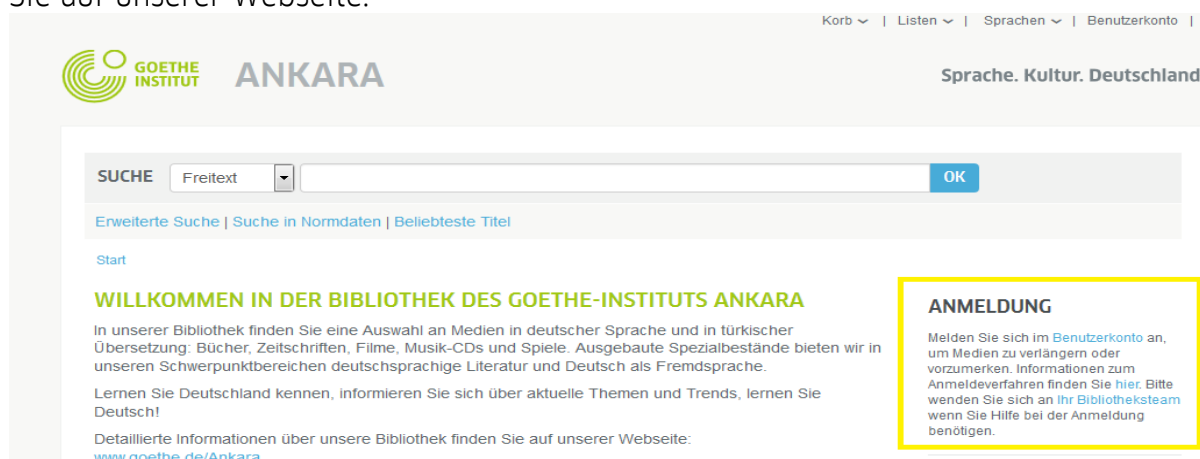 Sie auf unserer Webseite.
Korb | Listen | Sprachen | Benutzerkonto |
GOETHE
INSTITUT
ANKARA
Sprache. Kultur. Deutschland
SUCHE Freitext OK
Erweiterte Suche | Suche in Normdaten | Beliebteste Titel
Start
WILLKOMMEN IN DER BIBLIOTHEK DES GOETHE-INSTITUTS ANKARA
In unserer Bibliothek finden Sie eine Auswahl an Medien in deutscher Sprache und in türkischer
Übersetzung: Bücher, Zeitschriften, Filme, Musik-CDs und Spiele. Ausgebaute Spezialbestände bieten wir in
unseren Schwerpunktbereichen deutschsprachige Literatur und Deutsch als Fremdsprache.
Lernen Sie Deutschland kennen, informieren Sie sich über aktuelle Themen und Trends, lernen Sie
Deutsch!
Detaillierte Informationen über unsere Bibliothek finden Sie auf unserer Webseite:
www.goethe.de/Ankara
ANMELDUNG
Melden Sie sich im Benutzerkonto an,
um Medien zu verlängern oder
vorzumerken. Informationen zum
Anmeldeverfahren finden Sie hier. Bitte
wenden Sie sich an Ihr Bibliotheksteam
wenn Sie Hilfe bei der Anmeldung
benötigen.